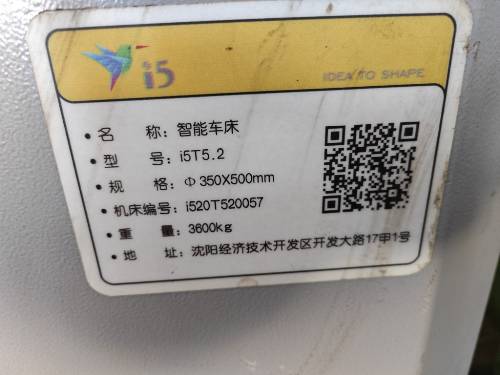 i5
IDEA TO SHAPE
• 名 称：智能车床
• 型 号：i5T5.2
• 规 格：Φ350X500mm
• 机床编号：i520T520057
• 重 量：3600kg
• 地 址：沈阳经济技术开发区开发大路17甲1号